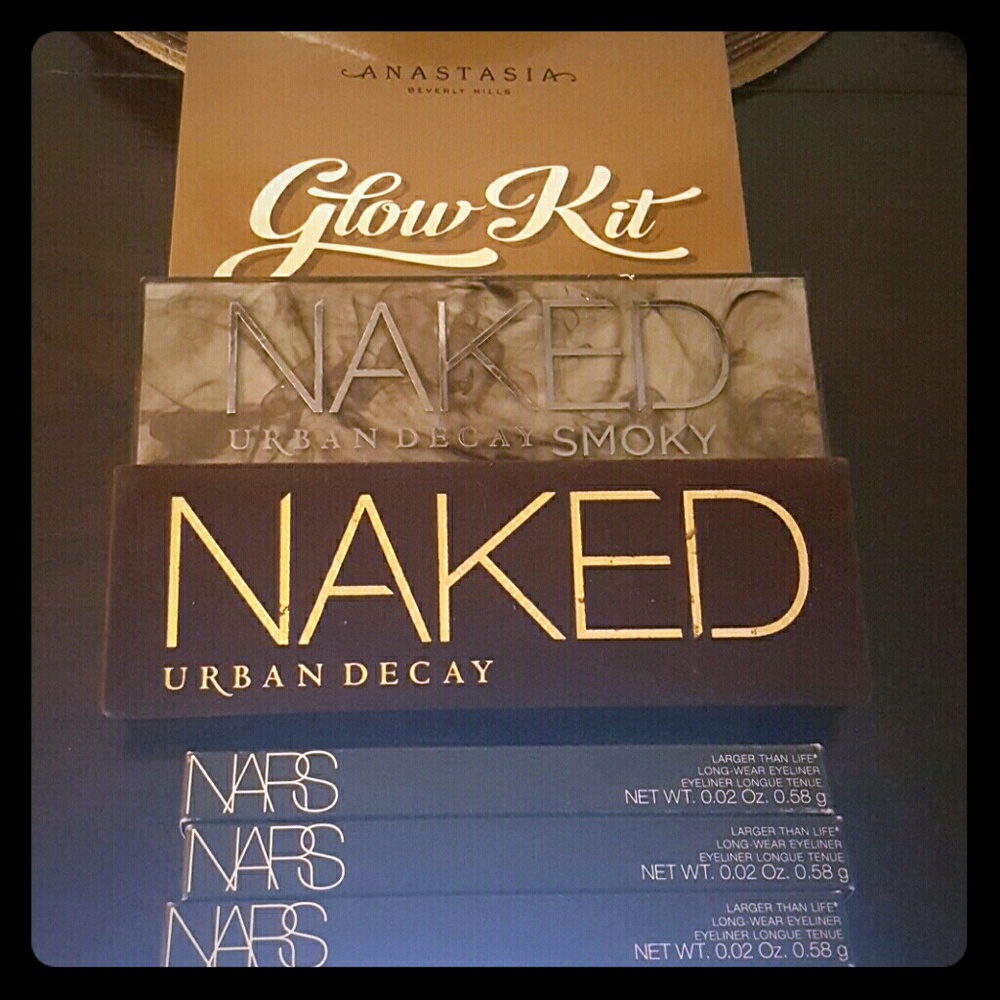 ANASTASIA
BEVERLY HILLS
Glow Kit
NAKED
URBAN DECAY SMOKY
NAKED
URBAN DECAY
NARS
LARGER THAN LIFE*
LONG-WEAR EYELINER
EYELINER LONGUE TENUE
NET WT. 0.02 Oz. 0.58 g
NARS
LARGER THAN LIFE*
LONG-WEAR EYELINER
EYELINER LONGUE TENUE
NET WT. 0.02 Oz. 0.58 g
NARS
LARGER THAN LIFE*
LONG-WEAR EYELINER
EYELINER LONGUE TENUE
NET WT. 0.02 Oz. 0.58 g